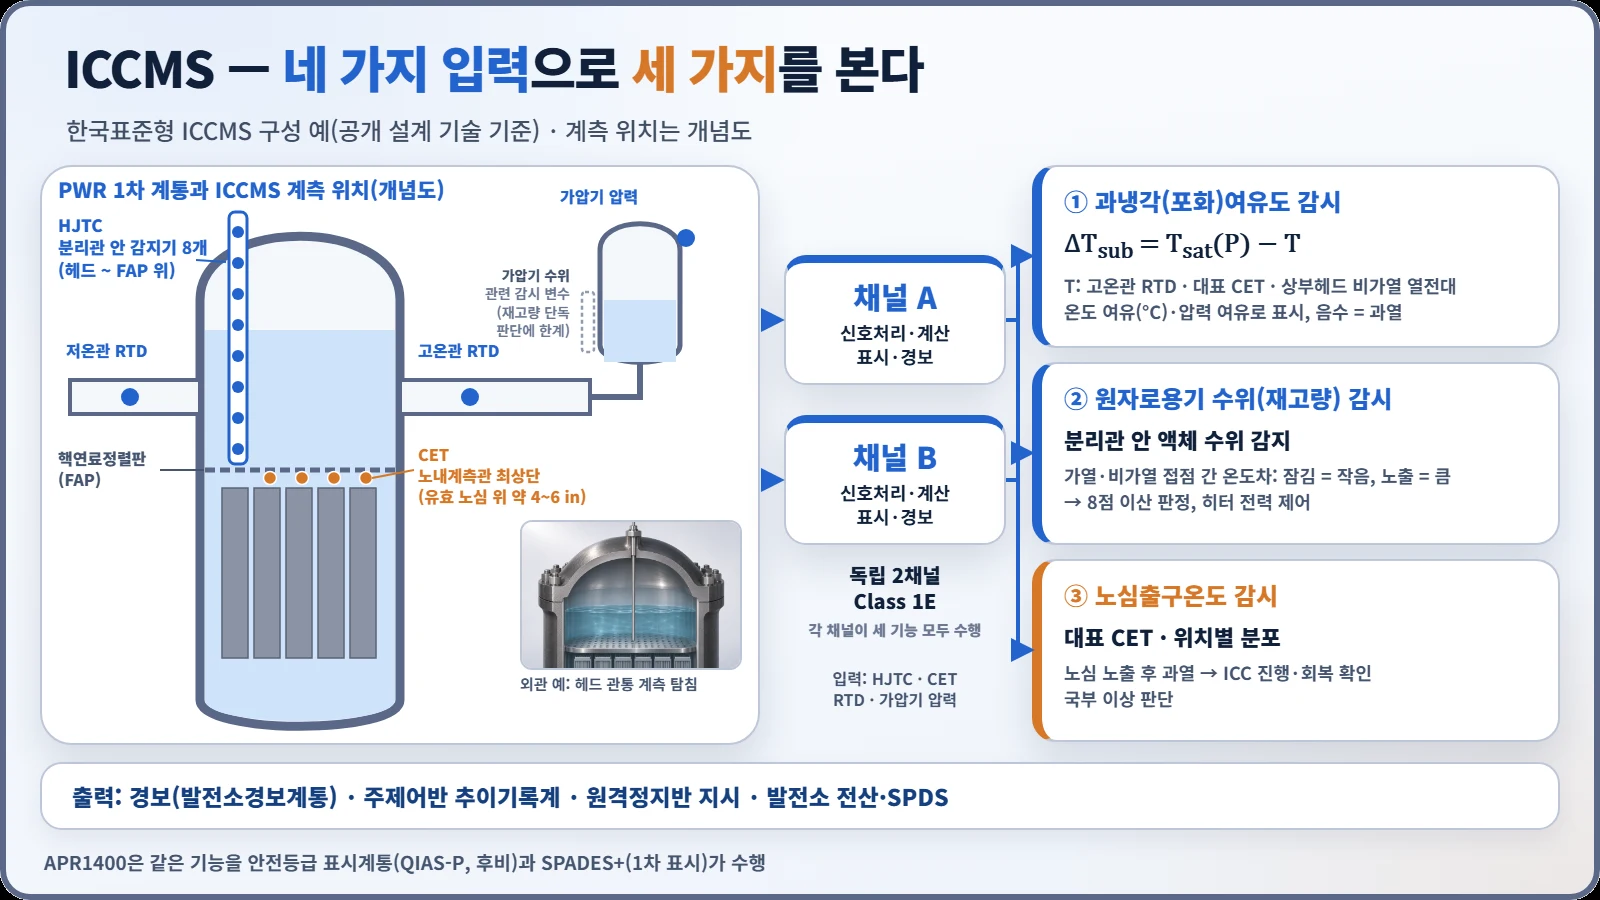 ICCMS — 네 가지 입력으로 세 가지를 본다
한국표준형 ICCMS 구성 예(공개 설계 기술 기준) · 계측 위치는 개념도
PWR 1차 계통과 ICCMS 계측 위치(개념도)
HJTC
분리관 안 감지기 8개
(헤드 ~ FAP 위)
가압기 압력
가압기 수위
관련 감시 변수
(재고량 단독
판단에 한계)
저온관 RTD
고온관 RTD
핵연료정렬판
(FAP)
CET
노내계측관 최상단
(유효 노심 위 약 4~6 in)
외관 예: 헤드 관통 계측 탐침
채널 A
신호처리·계산
표시·경보
채널 B
신호처리·계산
표시·경보
독립 2채널
Class 1E
각 채널이 세 기능 모두 수행
입력: HJTC · CET
RTD · 가압기 압력
① 과냉각(포화)여유도 감시
ΔTsub = Tsat(P) − T
T: 고온관 RTD · 대표 CET · 상부헤드 비가열 열전대
온도 여유(°C)·압력 여유로 표시, 음수 = 과열
② 원자로용기 수위(재고량) 감시
분리관 안 액체 수위 감지
가열·비가열 접점 간 온도차: 잠김 = 작음, 노출 = 큼
→ 8점 이산 판정, 히터 전력 제어
③ 노심출구온도 감시
대표 CET · 위치별 분포
노심 노출 후 과열 → ICC 진행·회복 확인
국부 이상 판단
출력: 경보(발전소경보계통) · 주제어반 추이기록계 · 원격정지반 지시 · 발전소 전산·SPDS
APR1400은 같은 기능을 안전등급 표시계통(QIAS-P, 후비)과 SPADES+(1차 표시)가 수행